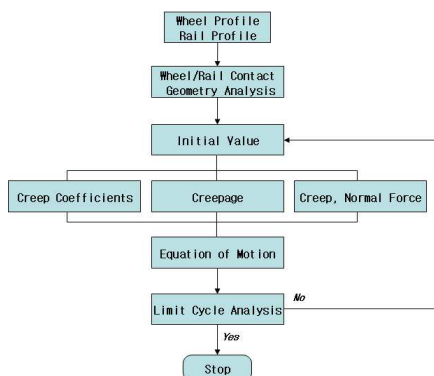 Wheel Profile
Rail Profile
Wheel/Rail Contact
Geometry Analysis
Initial Value
Creep Coefficients
Creepage
Creep, Normal Force
Equation of Motion
Limit Cycle Analysis
No
Yes
Stop